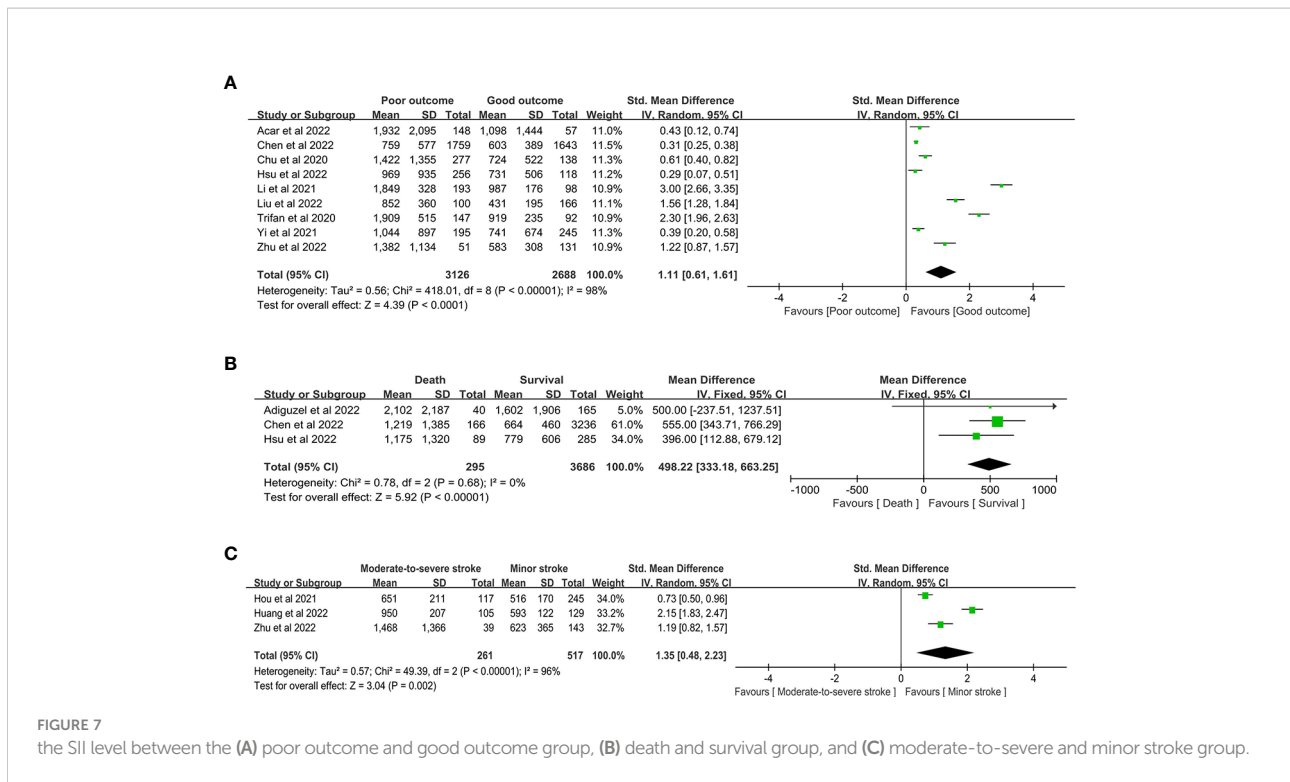 A
Poor outcome Good outcome Std. Mean Difference Std. Mean Difference
Study or Subgroup Mean SD Total Mean SD Total Weight IV, Random, 95% CI IV, Random, 95% CI
Acar et al 2022 1,932 2,095 148 1,098 1,444 57 11.0% 0.43 [0.12, 0.74]
Chen et al 2022 759 577 1759 603 389 1643 11.5% 0.31 [0.25, 0.38]
Chu et al 2020 1,422 1,355 277 724 522 138 11.3% 0.61 [0.40, 0.82]
Hsu et al 2022 969 935 256 731 506 118 11.2% 0.29 [0.07, 0.51]
Li et al 2021 1,849 328 193 987 176 98 10.9% 3.00 [2.66, 3.35]
Liu et al 2022 852 360 100 431 195 166 11.1% 1.56 [1.28, 1.84]
Trifan et al 2020 1,909 515 147 919 235 92 10.9% 2.30 [1.96, 2.63]
Yi et al 2021 1,044 897 195 741 674 245 11.3% 0.39 [0.20, 0.58]
Zhu et al 2022 1,382 1,134 51 583 308 131 10.9% 1.22 [0.87, 1.57]
Total (95% CI) 3126 2688 100.0% 1.11 [0.61, 1.61]
Heterogeneity: Tau² = 0.56; Chi² = 418.01, df = 8 (P < 0.00001); I² = 98%
Test for overall effect: Z = 4.39 (P < 0.0001)
-4 -2 0 2 4
Favours [Poor outcome] Favours [Good outcome]
B
Death Survival Mean Difference Mean Difference
Study or Subgroup Mean SD Total Mean SD Total Weight IV, Fixed, 95% CI IV, Fixed, 95% CI
Adiguzel et al 2022 2,102 2,187 40 1,602 1,906 165 5.0% 500.00 [-237.51, 1237.51]
Chen et al 2022 1,219 1,385 166 664 460 3236 61.0% 555.00 [343.71, 766.29]
Hsu et al 2022 1,175 1,320 89 779 606 285 34.0% 396.00 [112.88, 679.12]
Total (95% CI) 295 3686 100.0% 498.22 [333.18, 663.25]
Heterogeneity: Chi² = 0.78, df = 2 (P = 0.68); I² = 0%
Test for overall effect: Z = 5.92 (P < 0.00001)
-1000 -500 0 500 1000
Favours [ Death ] Favours [ Survival]
C
Moderate-to-severe stroke Minor stroke Std. Mean Difference Std. Mean Difference
Study or Subgroup Mean SD Total Mean SD Total Weight IV, Random, 95% CI IV, Random, 95% CI
Hou et al 2021 651 211 117 516 170 245 34.0% 0.73 [0.50, 0.96]
Huang et al 2022 950 207 105 593 122 129 33.2% 2.15 [1.83, 2.47]
Zhu et al 2022 1,468 1,366 39 623 365 143 32.7% 1.19 [0.82, 1.57]
Total (95% CI) 261 517 100.0% 1.35 [0.48, 2.23]
Heterogeneity: Tau² = 0.57; Chi² = 49.39, df = 2 (P < 0.00001); I² = 96%
Test for overall effect: Z = 3.04 (P = 0.002)
-4 -2 0 2 4
Favours [ Moderate-to-severe stroke ] Favours [ Minor stroke ]
FIGURE 7
the SII level between the (A) poor outcome and good outcome group, (B) death and survival group, and (C) moderate-to-severe and minor stroke group.